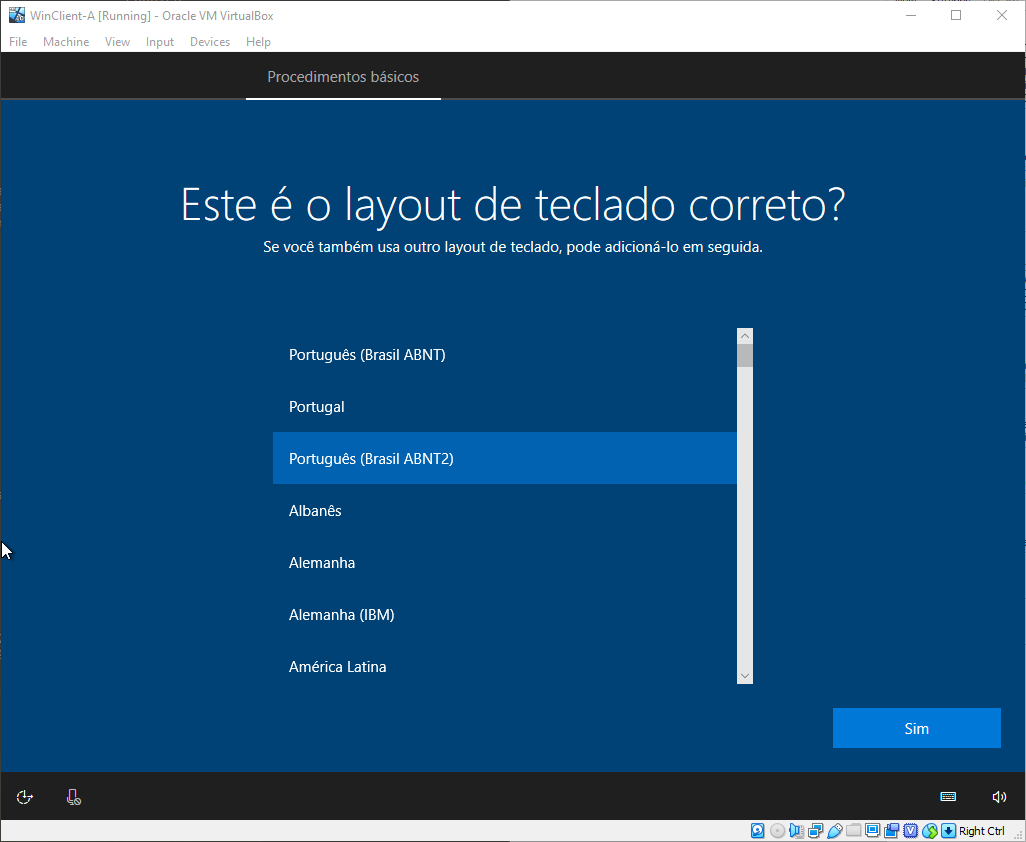 WinClient-A [Running] - Oracle VM VirtualBox
File Machine View Input Devices Help
Procedimentos básicos
Este é o layout de teclado correto?
Se você também usa outro layout de teclado, pode adicioná-lo em seguida.
Português (Brasil ABNT)
Portugal
Português (Brasil ABNT2)
Albanês
Alemanha
Alemanha (IBM)
América Latina
Sim
Right Ctrl